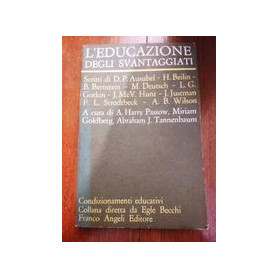 L'EDUCAZIONE
DEGLI SVANTAGGIATI
Scritti di D. P. Ausubel - H. Beilin -
B. Bernstein - M. Deutsch - L. G.
Gotkin - J. McV. Hunt - J. Justman
F. L. Strodtbeck - A. B. Wilson
A cura di A. Harry Passow, Miriam
Goldberg, Abraham J. Tannenbaum
Condizionamenti educativi
Collana diretta da Egle Becchi
Franco Angeli Editore